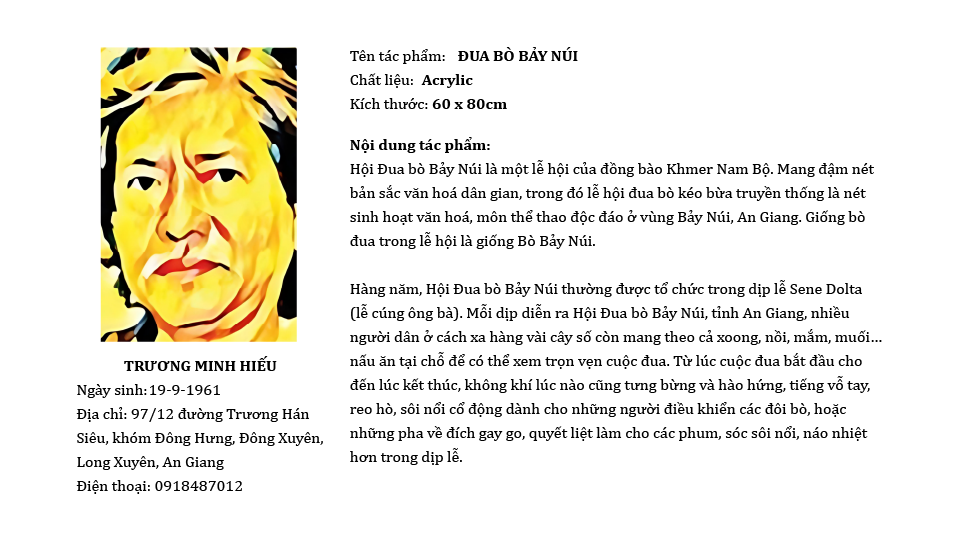 Tên tác phẩm: ĐUA BÒ BẢY NÚI
Chất liệu: Acrylic
Kích thước: 60 x 80cm
Nội dung tác phẩm:
Hội Đua bò Bảy Núi là một lễ hội của đồng bào Khmer Nam Bộ. Mang đậm nét
bản sắc văn hoá dân gian, trong đó lễ hội đua bò kéo bừa truyền thống là nét
sinh hoạt văn hoá, môn thể thao độc đáo ở vùng Bảy Núi, An Giang. Giống bò
đua trong lễ hội là giống Bò Bảy Núi.
Hàng năm, Hội Đua bò Bảy Núi thường được tổ chức trong dịp lễ Sene Dolta
(lễ cúng ông bà). Mỗi dịp diễn ra Hội Đua bò Bảy Núi, tỉnh An Giang, nhiều
người dân ở cách xa hàng vài cây số còn mang theo cả xoong, nồi, mắm, muối...
nấu ăn tại chỗ để có thể xem trọn vẹn cuộc đua. Từ lúc cuộc đua bắt đầu cho
đến lúc kết thúc, không khí lúc nào cũng tưng bừng và hào hứng, tiếng vỗ tay,
reo hò, sôi nổi cổ động dành cho những người điều khiển các đôi bò, hoặc
những pha về đích gay go, quyết liệt làm cho các phum, sóc sôi nổi, náo nhiệt
hơn trong dịp lễ.
TRƯƠNG MINH HIẾU
Ngày sinh:19-9-1961
Địa chỉ: 97/12 đường Trương Hán
Siêu, khóm Đông Hưng, Đông Xuyên,
Long Xuyên, An Giang
Điện thoại: 0918487012